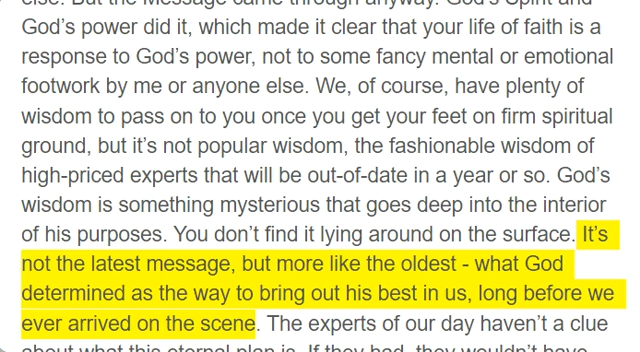 else. But the Message came through anyway. God's Spirit and
God's power did it, which made it clear that your life of faith is a
response to God's power, not to some fancy mental or emotional
footwork by me or anyone else. We, of course, have plenty of
wisdom to pass on to you once you get your feet on firm spiritual
ground, but it's not popular wisdom, the fashionable wisdom of
high-priced experts that will be out-of-date in a year or so. God's
wisdom is something mysterious that goes deep into the interior
of his purposes. You don't find it lying around on the surface. It's
not the latest message, but more like the oldest - what God
determined as the way to bring out his best in us, long before we
ever arrived on the scene. The experts of our day haven't a clue
about what this eternal plan is. If they had, they wouldn't have